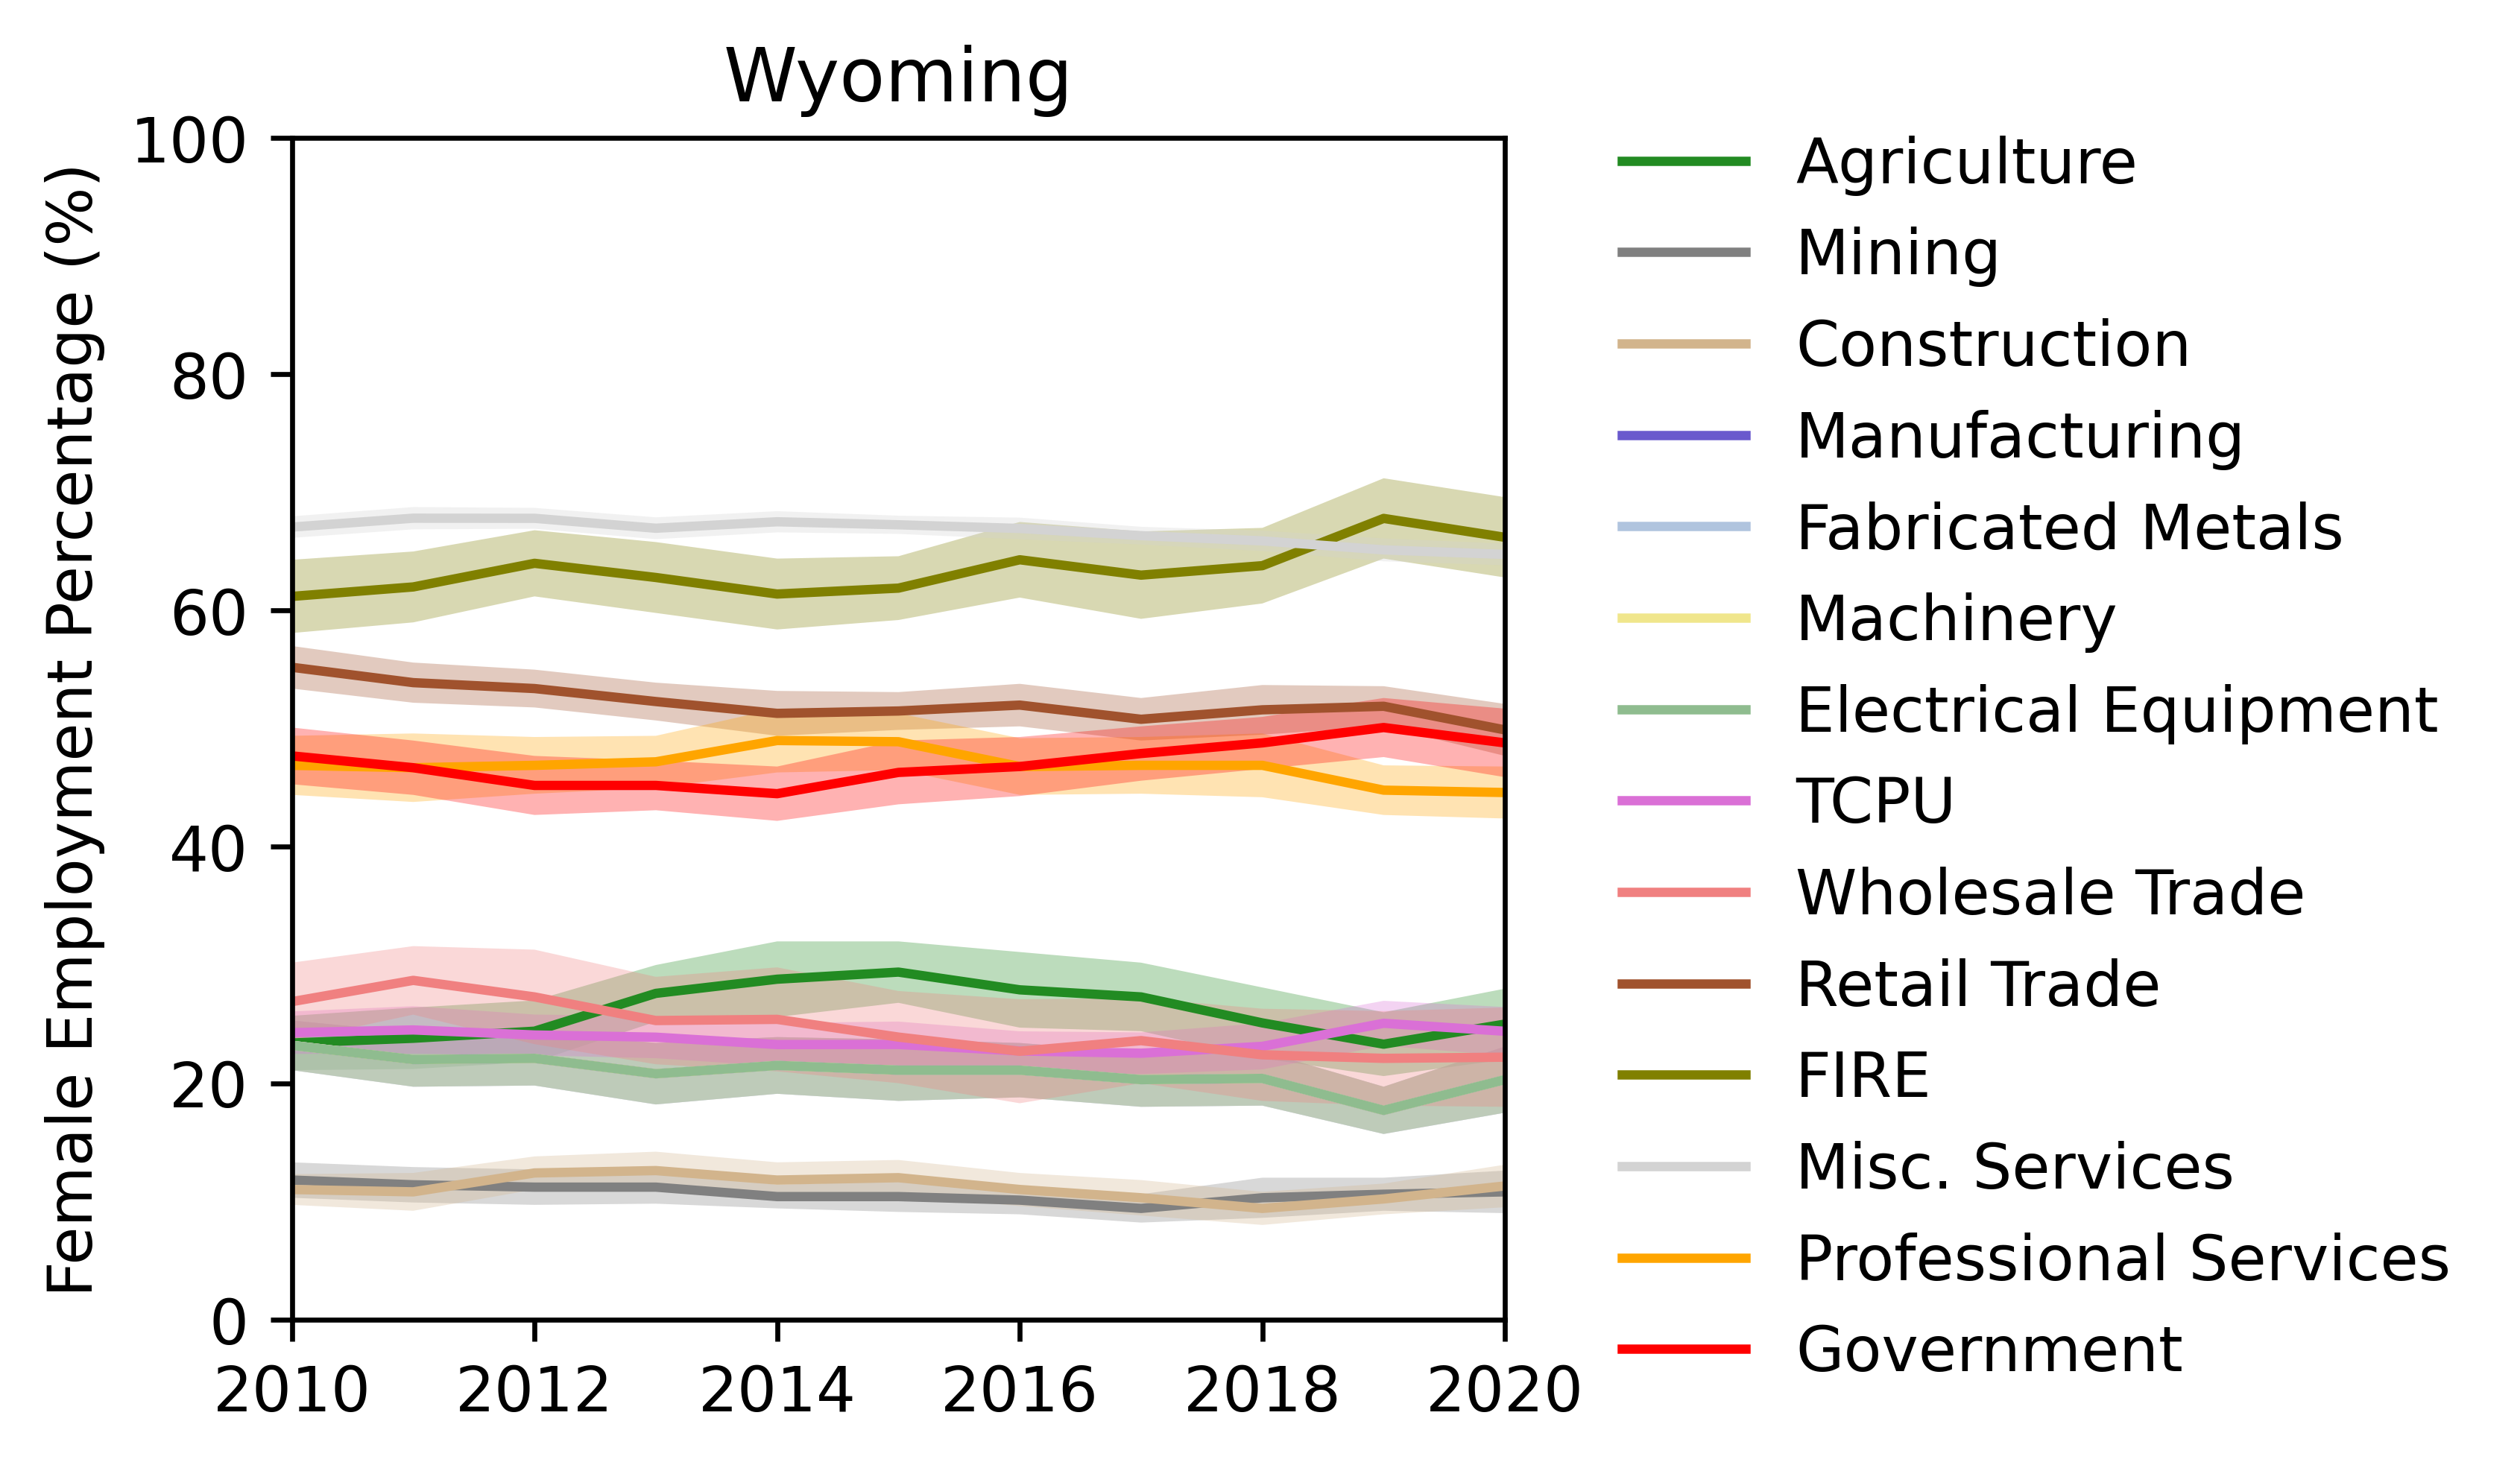 Wyoming
Female Employment Percentage (%)
100
80
60
40
20
0
2010 2012 2014 2016 2018 2020
Agriculture
Mining
Construction
Manufacturing
Fabricated Metals
Machinery
Electrical Equipment
TCPU
Wholesale Trade
Retail Trade
FIRE
Misc. Services
Professional Services
Government